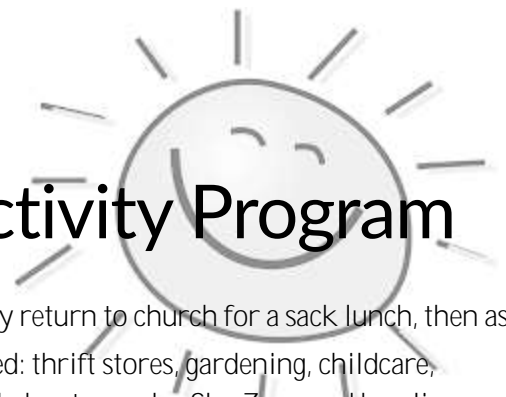 ctivity Program
y return to church for a sack lunch, then as
ed: thrift stores, gardening, childcare,